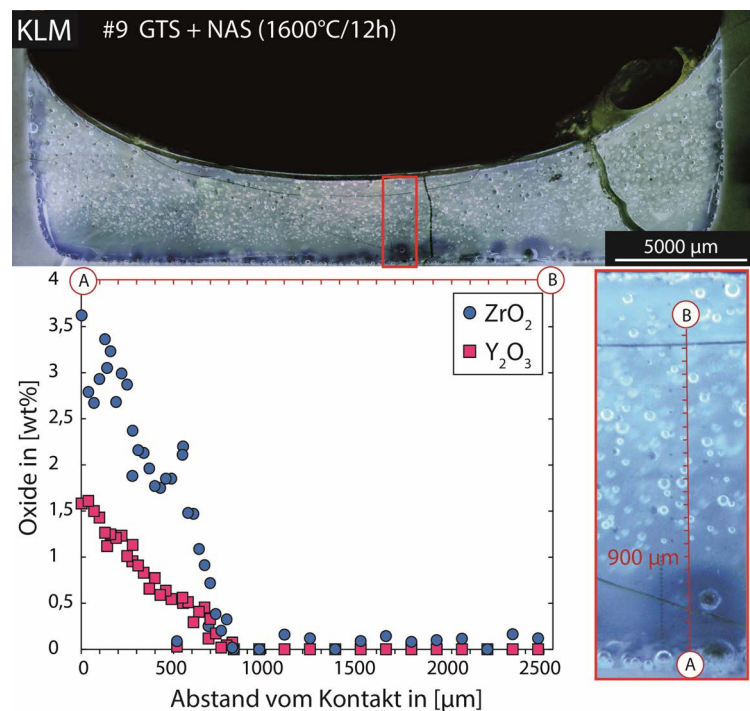 KLM #9 GTS + NAS (1600°C/12h)
5000 µm
A B
4
3,5
3
2,5
2
1,5
1
0,5
0
Oxide in [wt%]
ZrO₂
Y₂O₃
0 500 1000 1500 2000 2500
Abstand vom Kontakt in [µm]
B
900 µm
A